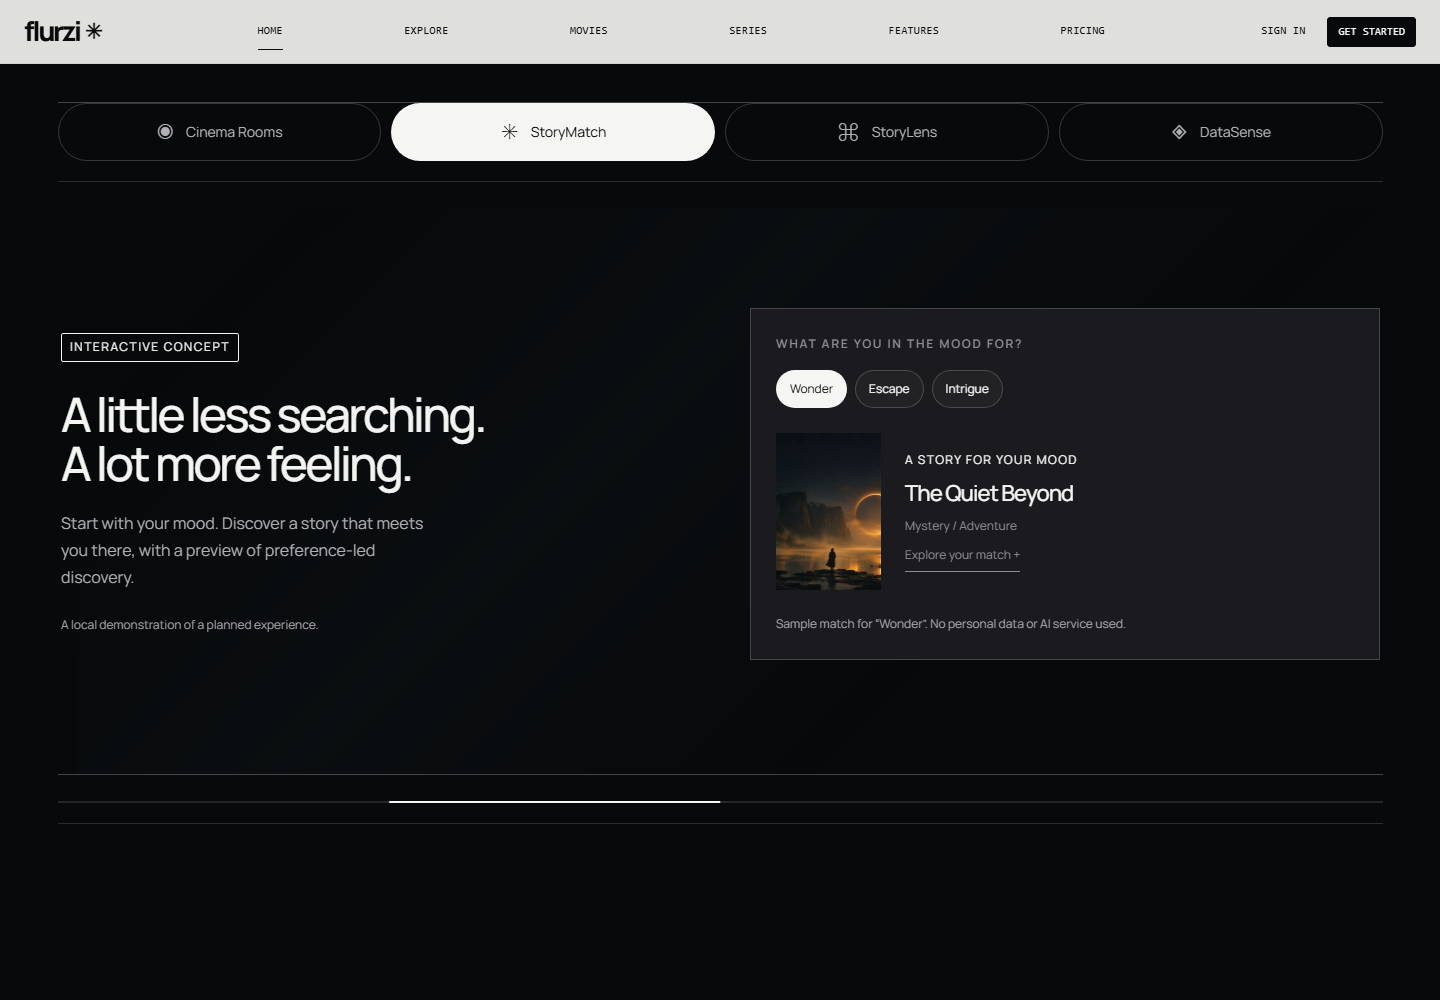 flurzi
HOME
EXPLORE
MOVIES
SERIES
FEATURES
PRICING
SIGN IN
GET STARTED
Cinema Rooms
StoryMatch
StoryLens
DataSense
INTERACTIVE CONCEPT
A little less searching.
A lot more feeling.
Start with your mood. Discover a story that meets
you there, with a preview of preference-led
discovery.
A local demonstration of a planned experience.
WHAT ARE YOU IN THE MOOD FOR?
Wonder
Escape
Intrigue
A STORY FOR YOUR MOOD
The Quiet Beyond
Mystery / Adventure
Explore your match +
Sample match for “Wonder”. No personal data or AI service used.